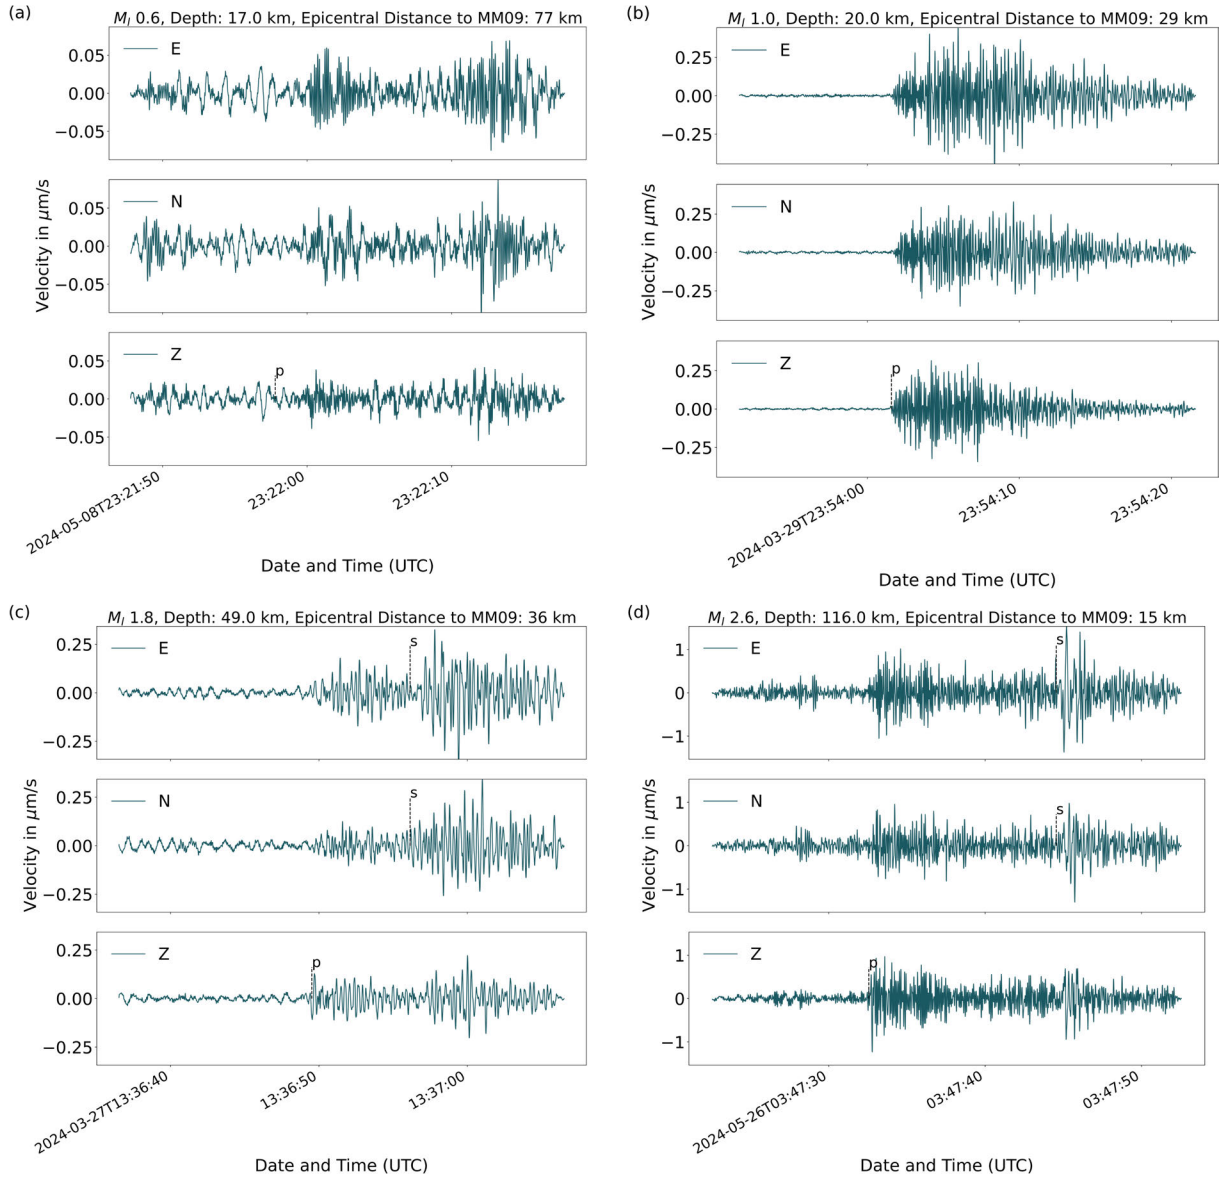 (a)
Ml 0.6, Depth: 17.0 km, Epicentral Distance to MM09: 77 km
0.05
0.00
−0.05
E
0.05
0.00
−0.05
N
0.05
0.00
−0.05
Z
p
Velocity in μm/s
2024-05-08T23:21:50
23:22:00
23:22:10
Date and Time (UTC)
(b)
Ml 1.0, Depth: 20.0 km, Epicentral Distance to MM09: 29 km
0.25
0.00
−0.25
E
0.25
0.00
−0.25
N
0.25
0.00
−0.25
Z
p
Velocity in μm/s
2024-03-29T23:54:00
23:54:10
23:54:20
Date and Time (UTC)
(c)
Ml 1.8, Depth: 49.0 km, Epicentral Distance to MM09: 36 km
0.25
0.00
−0.25
E
s
0.25
0.00
−0.25
N
s
0.25
0.00
−0.25
Z
p
Velocity in μm/s
2024-03-27T13:36:40
13:36:50
13:37:00
Date and Time (UTC)
(d)
Ml 2.6, Depth: 116.0 km, Epicentral Distance to MM09: 15 km
1
0
−1
E
s
1
0
−1
N
s
1
0
−1
Z
p
Velocity in μm/s
2024-05-26T03:47:30
03:47:40
03:47:50
Date and Time (UTC)